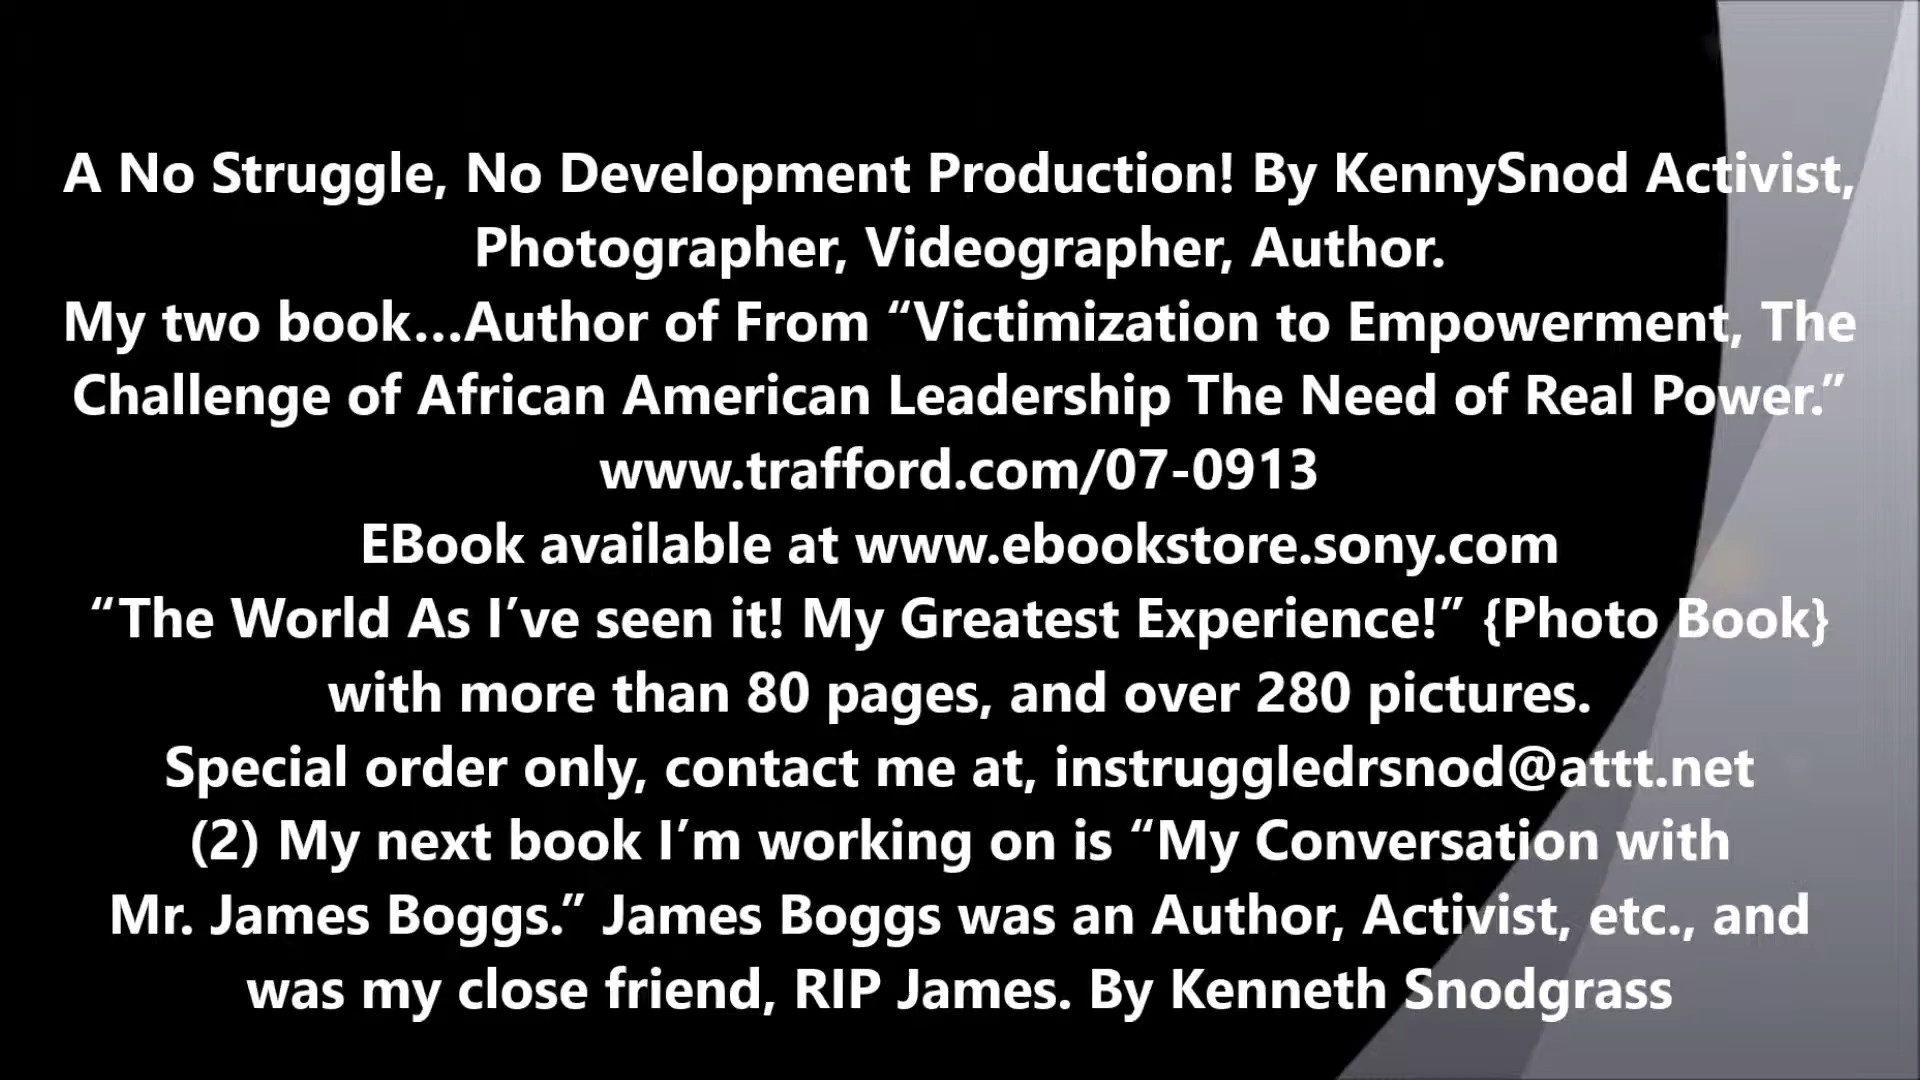 A No Struggle, No Development Production! By KennySnod Activist,
Photographer, Videographer, Author.
My two book...Author of From “Victimization to Empowerment, The
Challenge of African American Leadership The Need of Real Power.”
www.trafford.com/07-0913
EBook available at www.ebookstore.sony.com
“The World As I’ve seen it! My Greatest Experience!” {Photo Book}
with more than 80 pages, and over 280 pictures.
Special order only, contact me at, instruggledrsnod@attt.net
(2) My next book I’m working on is “My Conversation with
Mr. James Boggs.” James Boggs was an Author, Activist, etc., and
was my close friend, RIP James. By Kenneth Snodgrass